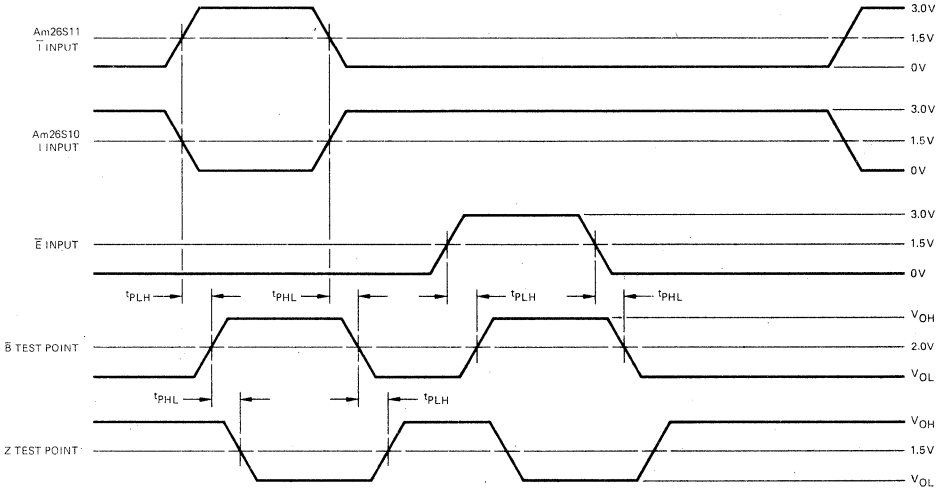 3.0V
Am26S11
Ī INPUT
1.5V
0V
3.0V
Am26S10
I INPUT
1.5V
0V
3.0V
E̅ INPUT
1.5V
0V
tPLH tPHL tPLH tPHL
VOH
B̅ TEST POINT
2.0V
VOL
tPHL tPLH
VOH
Z TEST POINT
1.5V
VOL